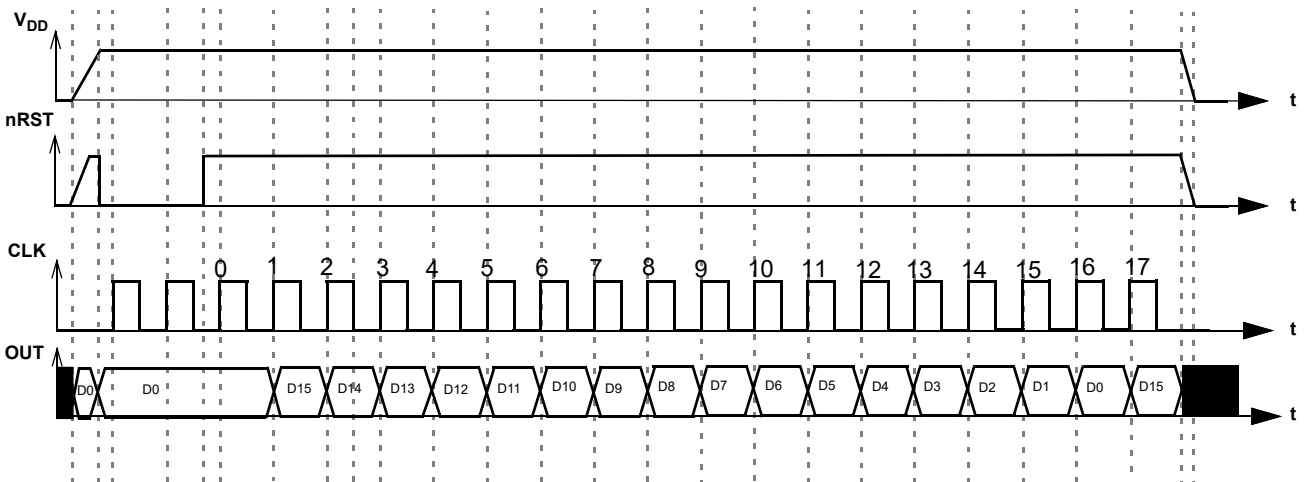 VDD
t
nRST
t
CLK
0 1 2 3 4 5 6 7 8 9 10 11 12 13 14 15 16 17
t
OUT
D0 D0 D15 D14 D13 D12 D11 D10 D9 D8 D7 D6 D5 D4 D3 D2 D1 D0 D15
t